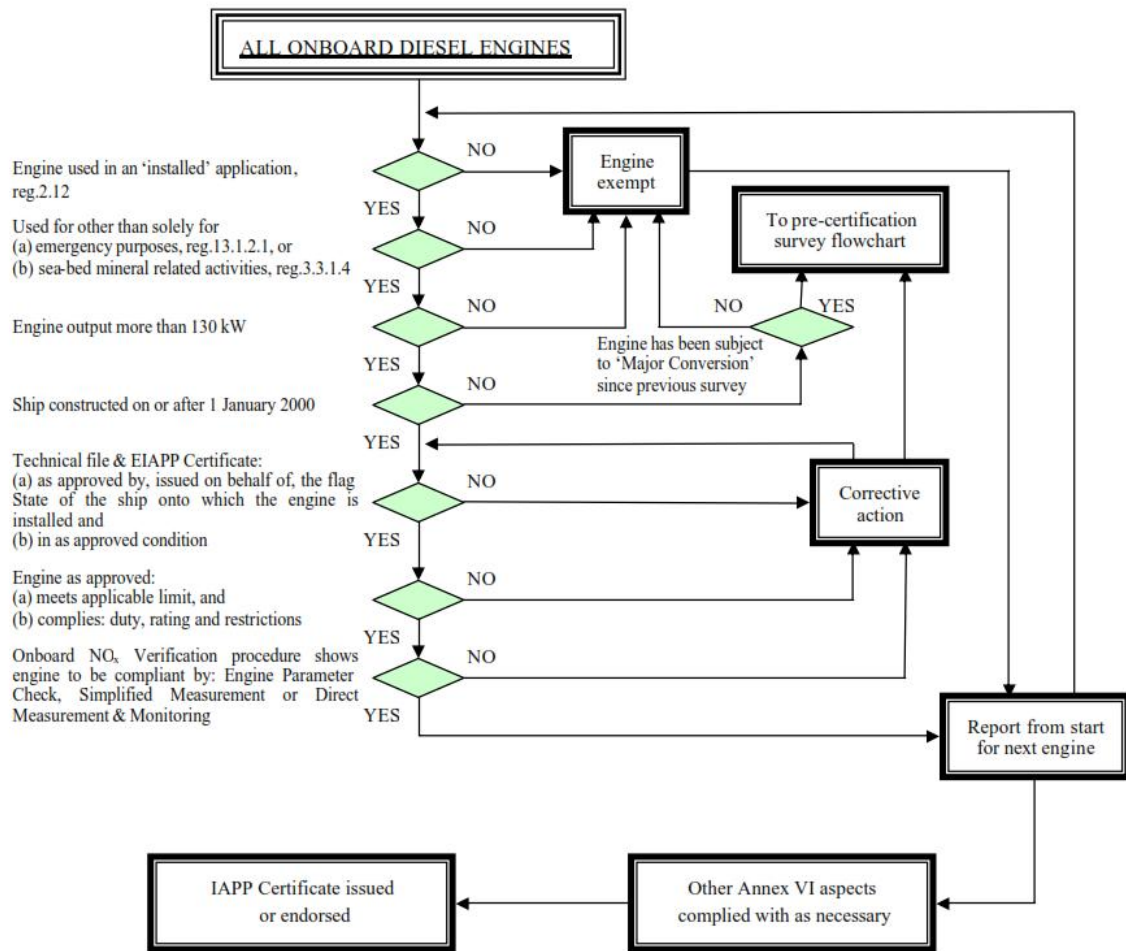 ALL ONBOARD DIESEL ENGINES
Engine used in an ‘installed’ application,
reg.2.12
NO
Engine
exempt
YES
Used for other than solely for
(a) emergency purposes, reg.13.1.2.1, or
(b) sea-bed mineral related activities, reg.3.3.1.4
NO
To pre-certification
survey flowchart
YES
Engine output more than 130 kW
NO
NO
YES
Engine has been subject
to ‘Major Conversion’
since previous survey
YES
Ship constructed on or after 1 January 2000
NO
YES
Technical file & EIAPP Certificate:
(a) as approved by, issued on behalf of, the flag
State of the ship onto which the engine is
installed and
(b) in as approved condition
NO
Corrective
action
YES
Engine as approved:
(a) meets applicable limit, and
(b) complies: duty, rating and restrictions
NO
YES
Onboard NOx Verification procedure shows
engine to be compliant by: Engine Parameter
Check, Simplified Measurement or Direct
Measurement & Monitoring
NO
YES
Report from start
for next engine
IAPP Certificate issued
or endorsed
Other Annex VI aspects
complied with as necessary